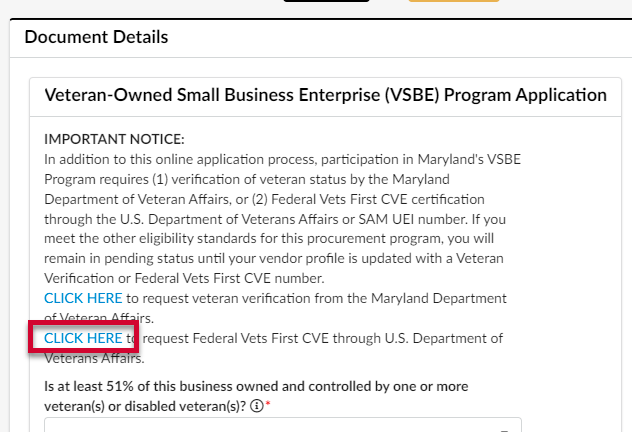 Document Details
Veteran-Owned Small Business Enterprise (VSBE) Program Application
IMPORTANT NOTICE:
In addition to this online application process, participation in Maryland's VSBE
Program requires (1) verification of veteran status by the Maryland
Department of Veteran Affairs, or (2) Federal Vets First CVE certification
through the U.S. Department of Veterans Affairs or SAM UEI number. If you
meet the other eligibility standards for this procurement program, you will
remain in pending status until your vendor profile is updated with a Veteran
Verification or Federal Vets First CVE number.
CLICK HERE to request veteran verification from the Maryland Department
of Veteran Affairs.
CLICK HERE to request Federal Vets First CVE through U.S. Department of
Veterans Affairs.
Is at least 51% of this business owned and controlled by one or more
veteran(s) or disabled veteran(s)? ⓘ*